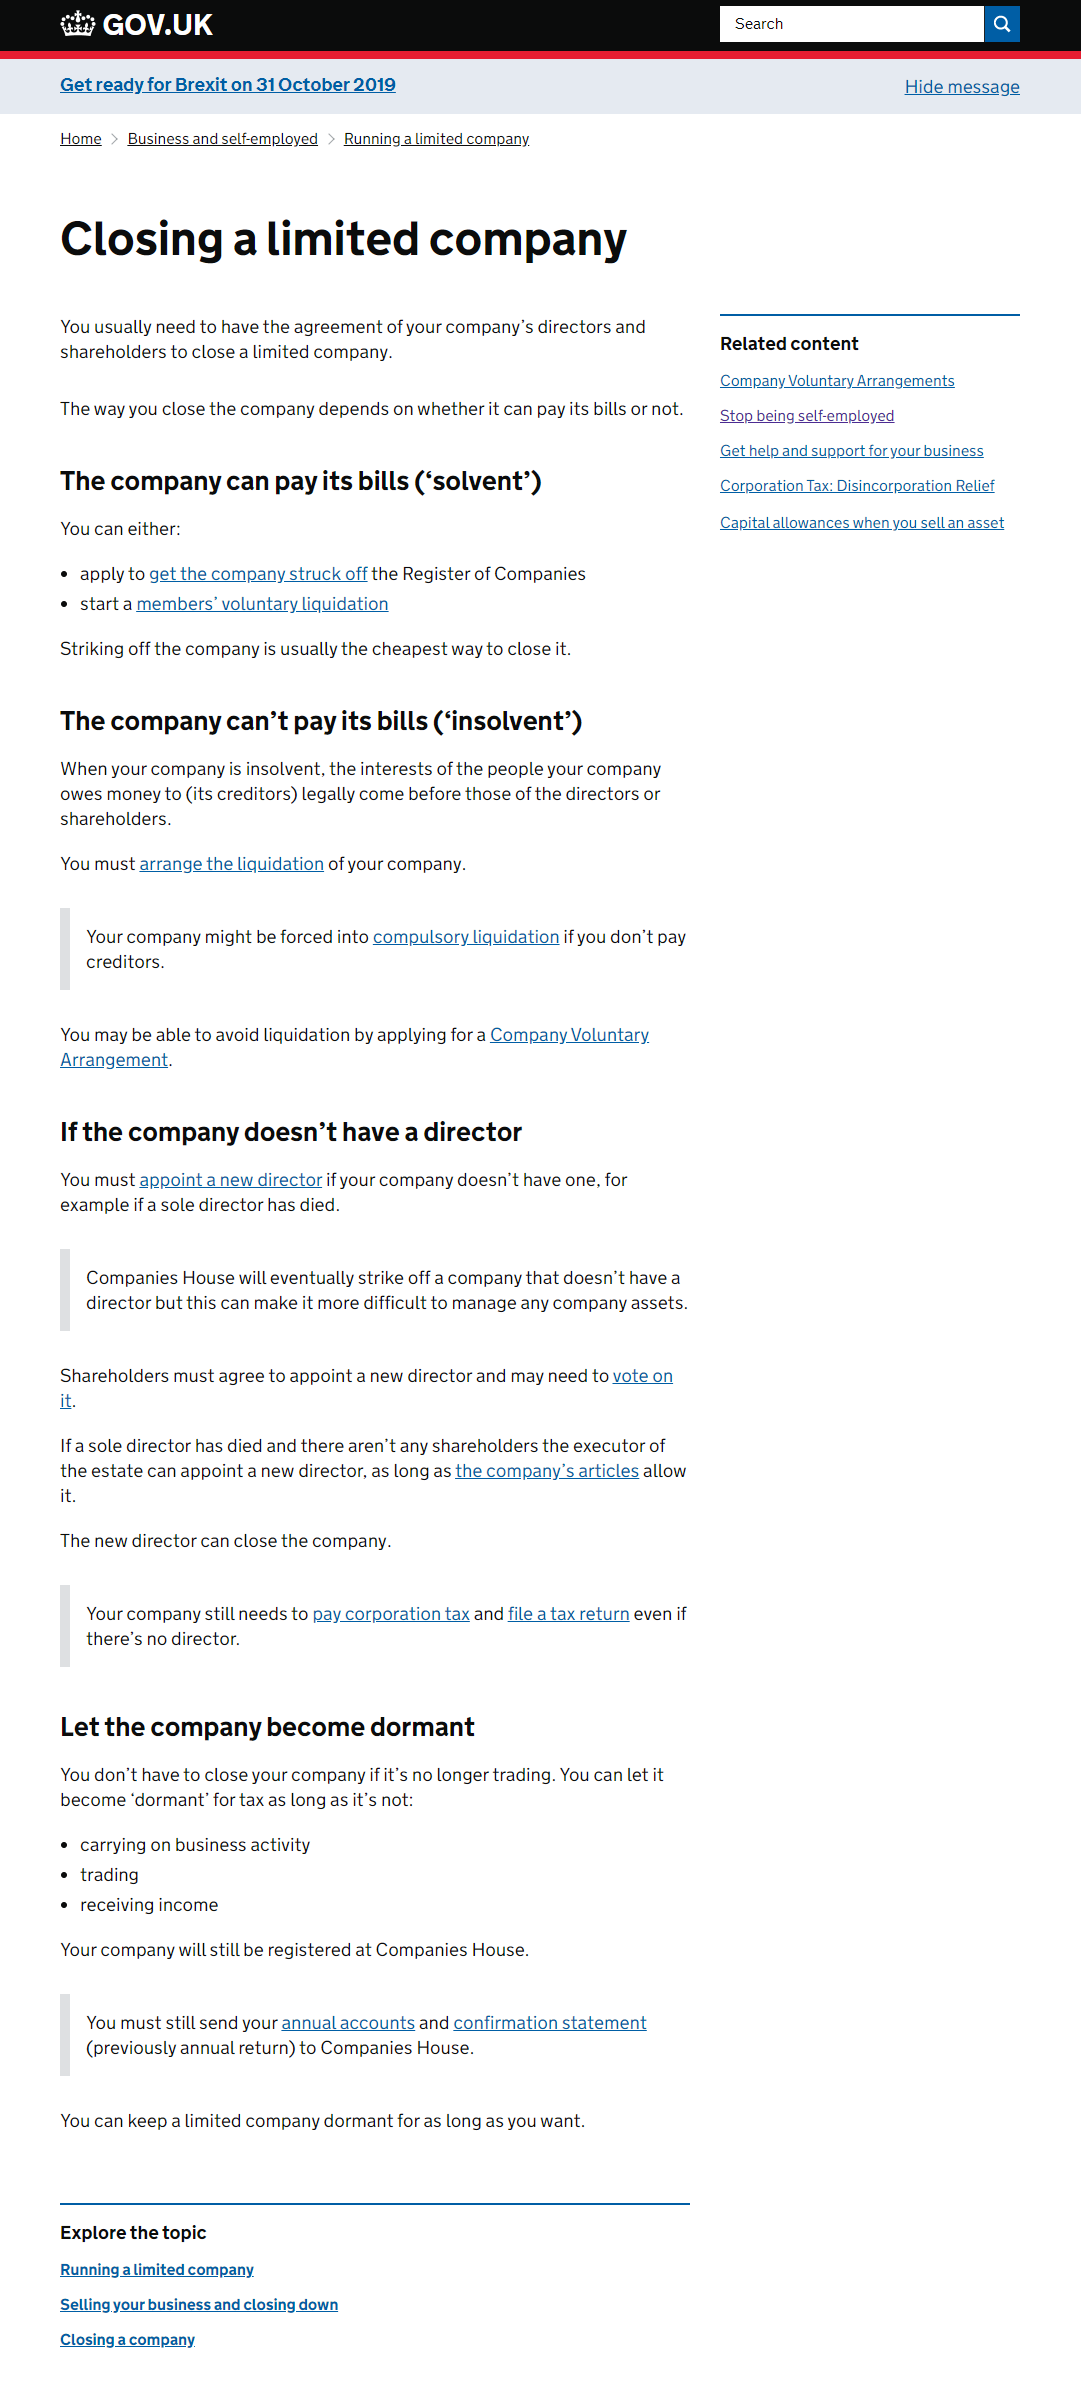 GOV.UK
Search
Get ready for Brexit on 31 October 2019
Hide message
Home
Business and self-employed
Running a limited company
Closing a limited company
You usually need to have the agreement of your company’s directors and
shareholders to close a limited company.
The way you close the company depends on whether it can pay its bills or not.
The company can pay its bills (‘solvent’)
You can either:
• apply to get the company struck off the Register of Companies
• start a members’ voluntary liquidation
Striking off the company is usually the cheapest way to close it.
The company can’t pay its bills (‘insolvent’)
When your company is insolvent, the interests of the people your company
owes money to (its creditors) legally come before those of the directors or
shareholders.
You must arrange the liquidation of your company.
Your company might be forced into compulsory liquidation if you don’t pay
creditors.
You may be able to avoid liquidation by applying for a Company Voluntary
Arrangement.
If the company doesn’t have a director
You must appoint a new director if your company doesn’t have one, for
example if a sole director has died.
Companies House will eventually strike off a company that doesn’t have a
director but this can make it more difficult to manage any company assets.
Shareholders must agree to appoint a new director and may need to vote on
it.
If a sole director has died and there aren’t any shareholders the executor of
the estate can appoint a new director, as long as the company’s articles allow
it.
The new director can close the company.
Your company still needs to pay corporation tax and file a tax return even if
there’s no director.
Let the company become dormant
You don’t have to close your company if it’s no longer trading. You can let it
become ‘dormant’ for tax as long as it’s not:
• carrying on business activity
• trading
• receiving income
Your company will still be registered at Companies House.
You must still send your annual accounts and confirmation statement
(previously annual return) to Companies House.
You can keep a limited company dormant for as long as you want.
Related content
Company Voluntary Arrangements
Stop being self-employed
Get help and support for your business
Corporation Tax: Disincorporation Relief
Capital allowances when you sell an asset
Explore the topic
Running a limited company
Selling your business and closing down
Closing a company